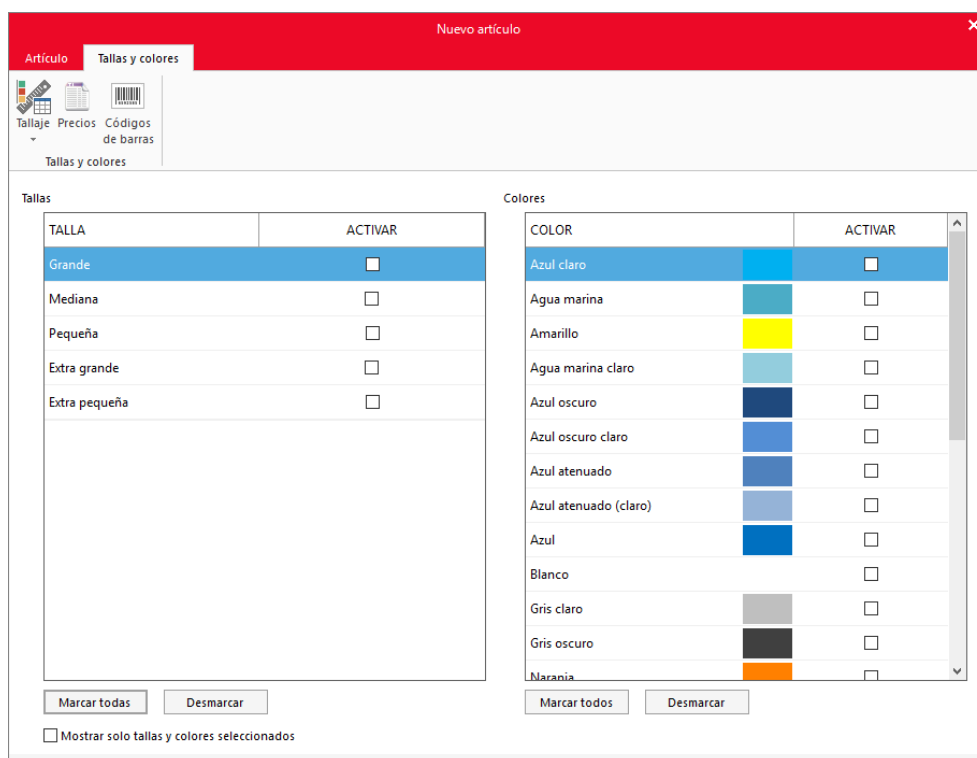 Nuevo artículo
Artículo Tallas y colores
Tallaje Precios Códigos de barras
Tallas y colores
Tallas
TALLA ACTIVAR
Grande
Mediana
Pequeña
Extra grande
Extra pequeña
Marcar todas Desmarcar
Mostrar solo tallas y colores seleccionados
Colores
COLOR ACTIVAR
Azul claro
Agua marina
Amarillo
Agua marina claro
Azul oscuro
Azul oscuro claro
Azul atenuado
Azul atenuado (claro)
Azul
Blanco
Gris claro
Gris oscuro
Naranja
Marcar todos Desmarcar